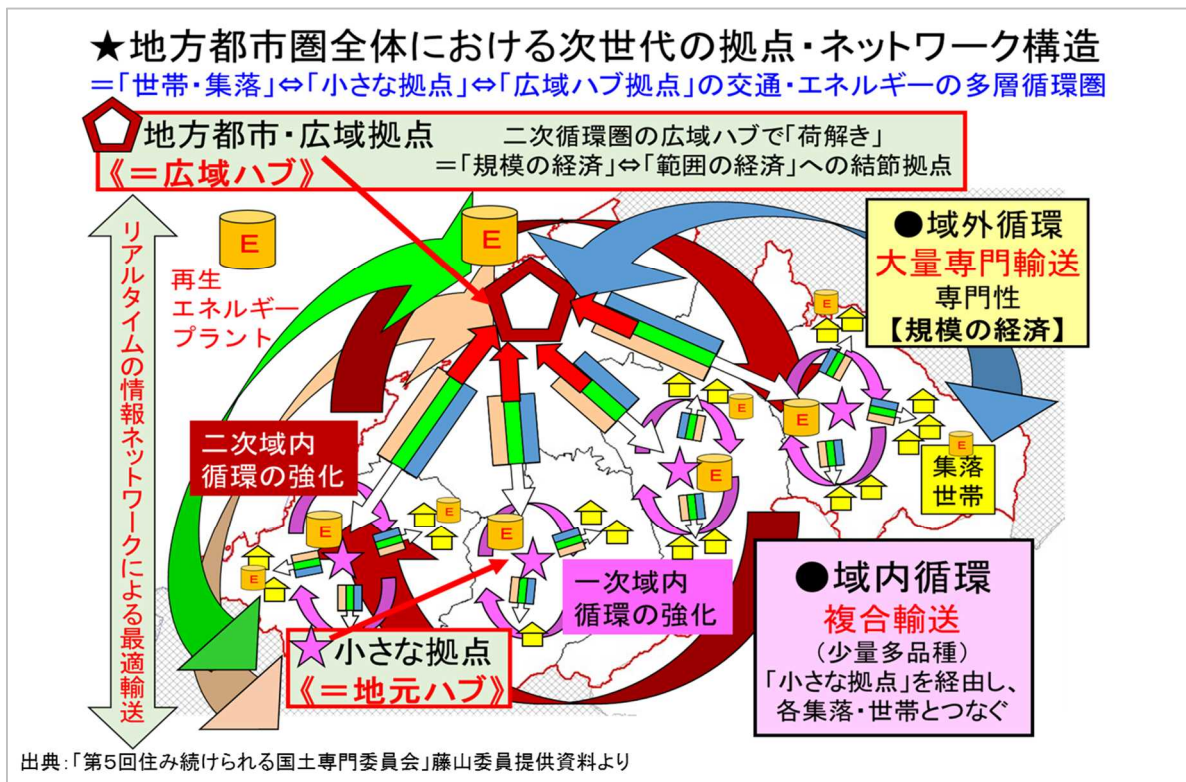 ★地方都市圏全体における次世代の拠点・ネットワーク構造
＝「世帯・集落」⇔「小さな拠点」⇔「広域ハブ拠点」の交通・エネルギーの多層循環圏
地方都市・広域拠点
《＝広域ハブ》
二次循環圏の広域ハブで「荷解き」
＝「規模の経済」⇔「範囲の経済」への結節拠点
リアルタイムの情報ネットワークによる最適輸送
E
再生
エネルギー
プラント
E
●域外循環
大量専門輸送
専門性
【規模の経済】
E
E
E
E
E
集落
世帯
二次域内
循環の強化
E
E
E
E
一次域内
循環の強化
★小さな拠点
《＝地元ハブ》
●域内循環
複合輸送
（少量多品種）
「小さな拠点」を経由し、
各集落・世帯とつなぐ
出典：「第5回住み続けられる国土専門委員会」藤山委員提供資料より